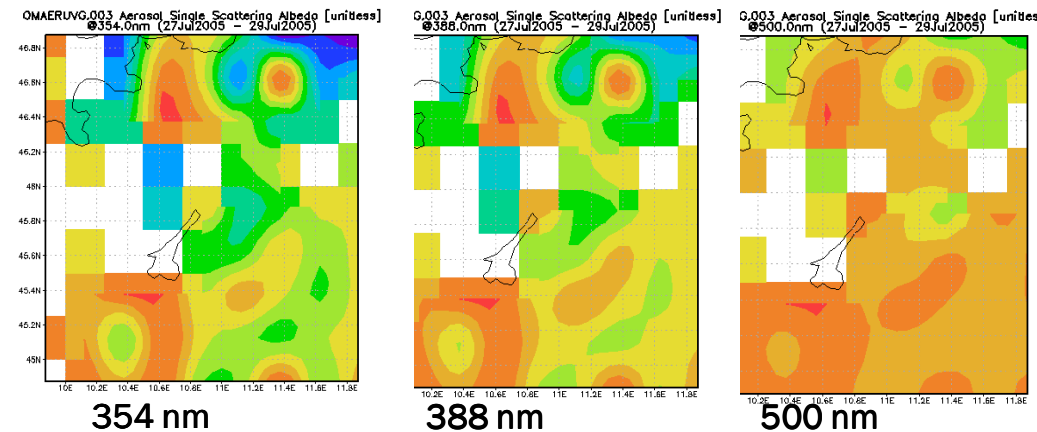 OMAERUVG.003 Aerosol Single Scattering Albedo [unitless]
@354.0nm (27Jul2005 – 29Jul2005)
46.8N
46.6N
46.4N
46.2N
46N
45.8N
45.6N
45.4N
45.2N
45N
10E 10.2E 10.4E 10.6E 10.8E 11E 11.2E 11.4E 11.6E 11.8E
354 nm
G.003 Aerosol Single Scattering Albedo [unitless]
@388.0nm (27Jul2005 – 29Jul2005)
10.2E 10.4E 10.6E 10.8E 11E 11.2E 11.4E 11.6E 11.8E
388 nm
G.003 Aerosol Single Scattering Albedo [unitles
@500.0nm (27Jul2005 – 29Jul2005)
10.2E 10.4E 10.6E 10.8E 11E 11.2E 11.4E 11.6E 11.8E
500 nm